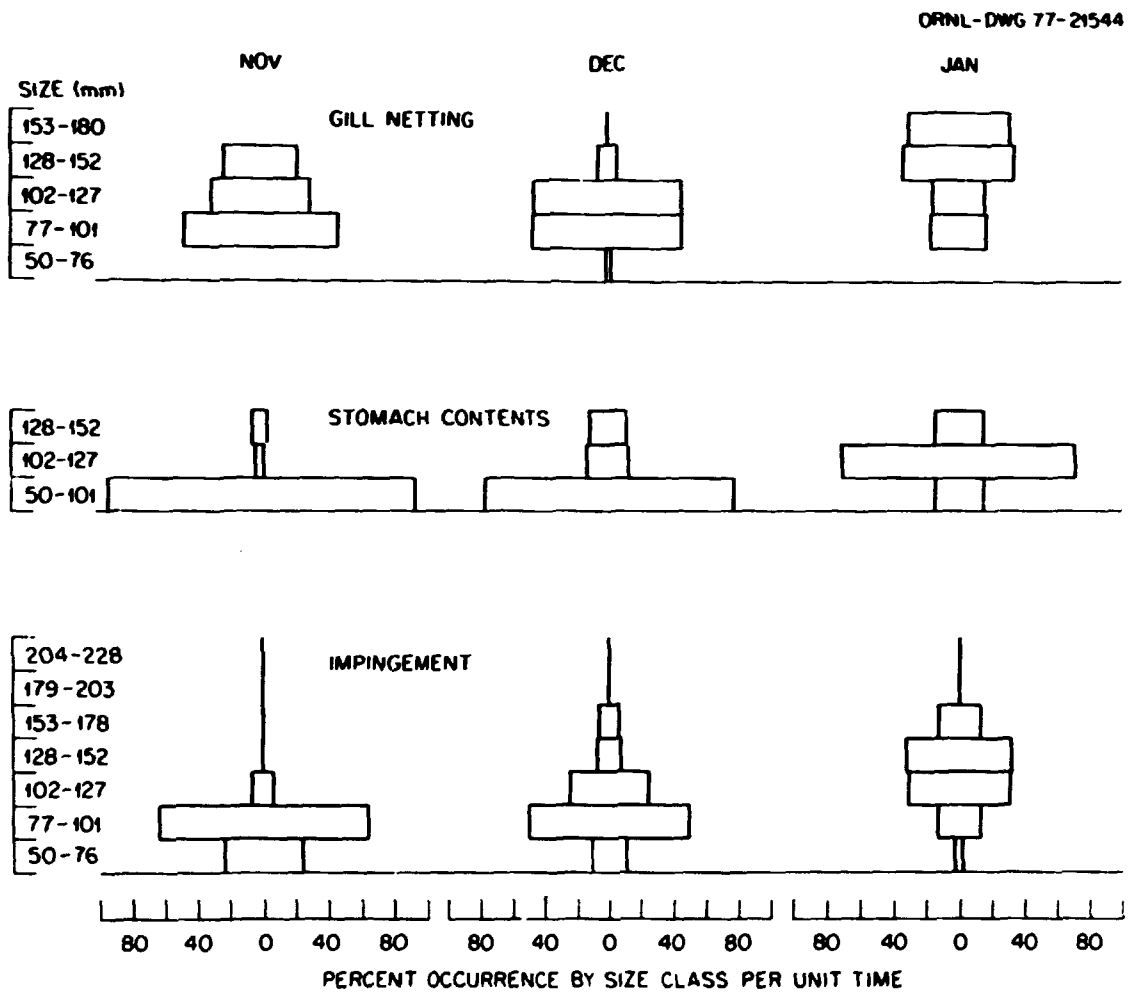 ORNL-DWG 77-21544
NOV DEC JAN
SIZE (mm)
GILL NETTING
153-180
128-152
102-127
77-101
50-76
STOMACH CONTENTS
128-152
102-127
50-101
IMPINGEMENT
204-228
179-203
153-178
128-152
102-127
77-101
50-76
80 40 0 40 80 40 0 40 80 80 40 0 40 80
PERCENT OCCURRENCE BY SIZE CLASS PER UNIT TIME